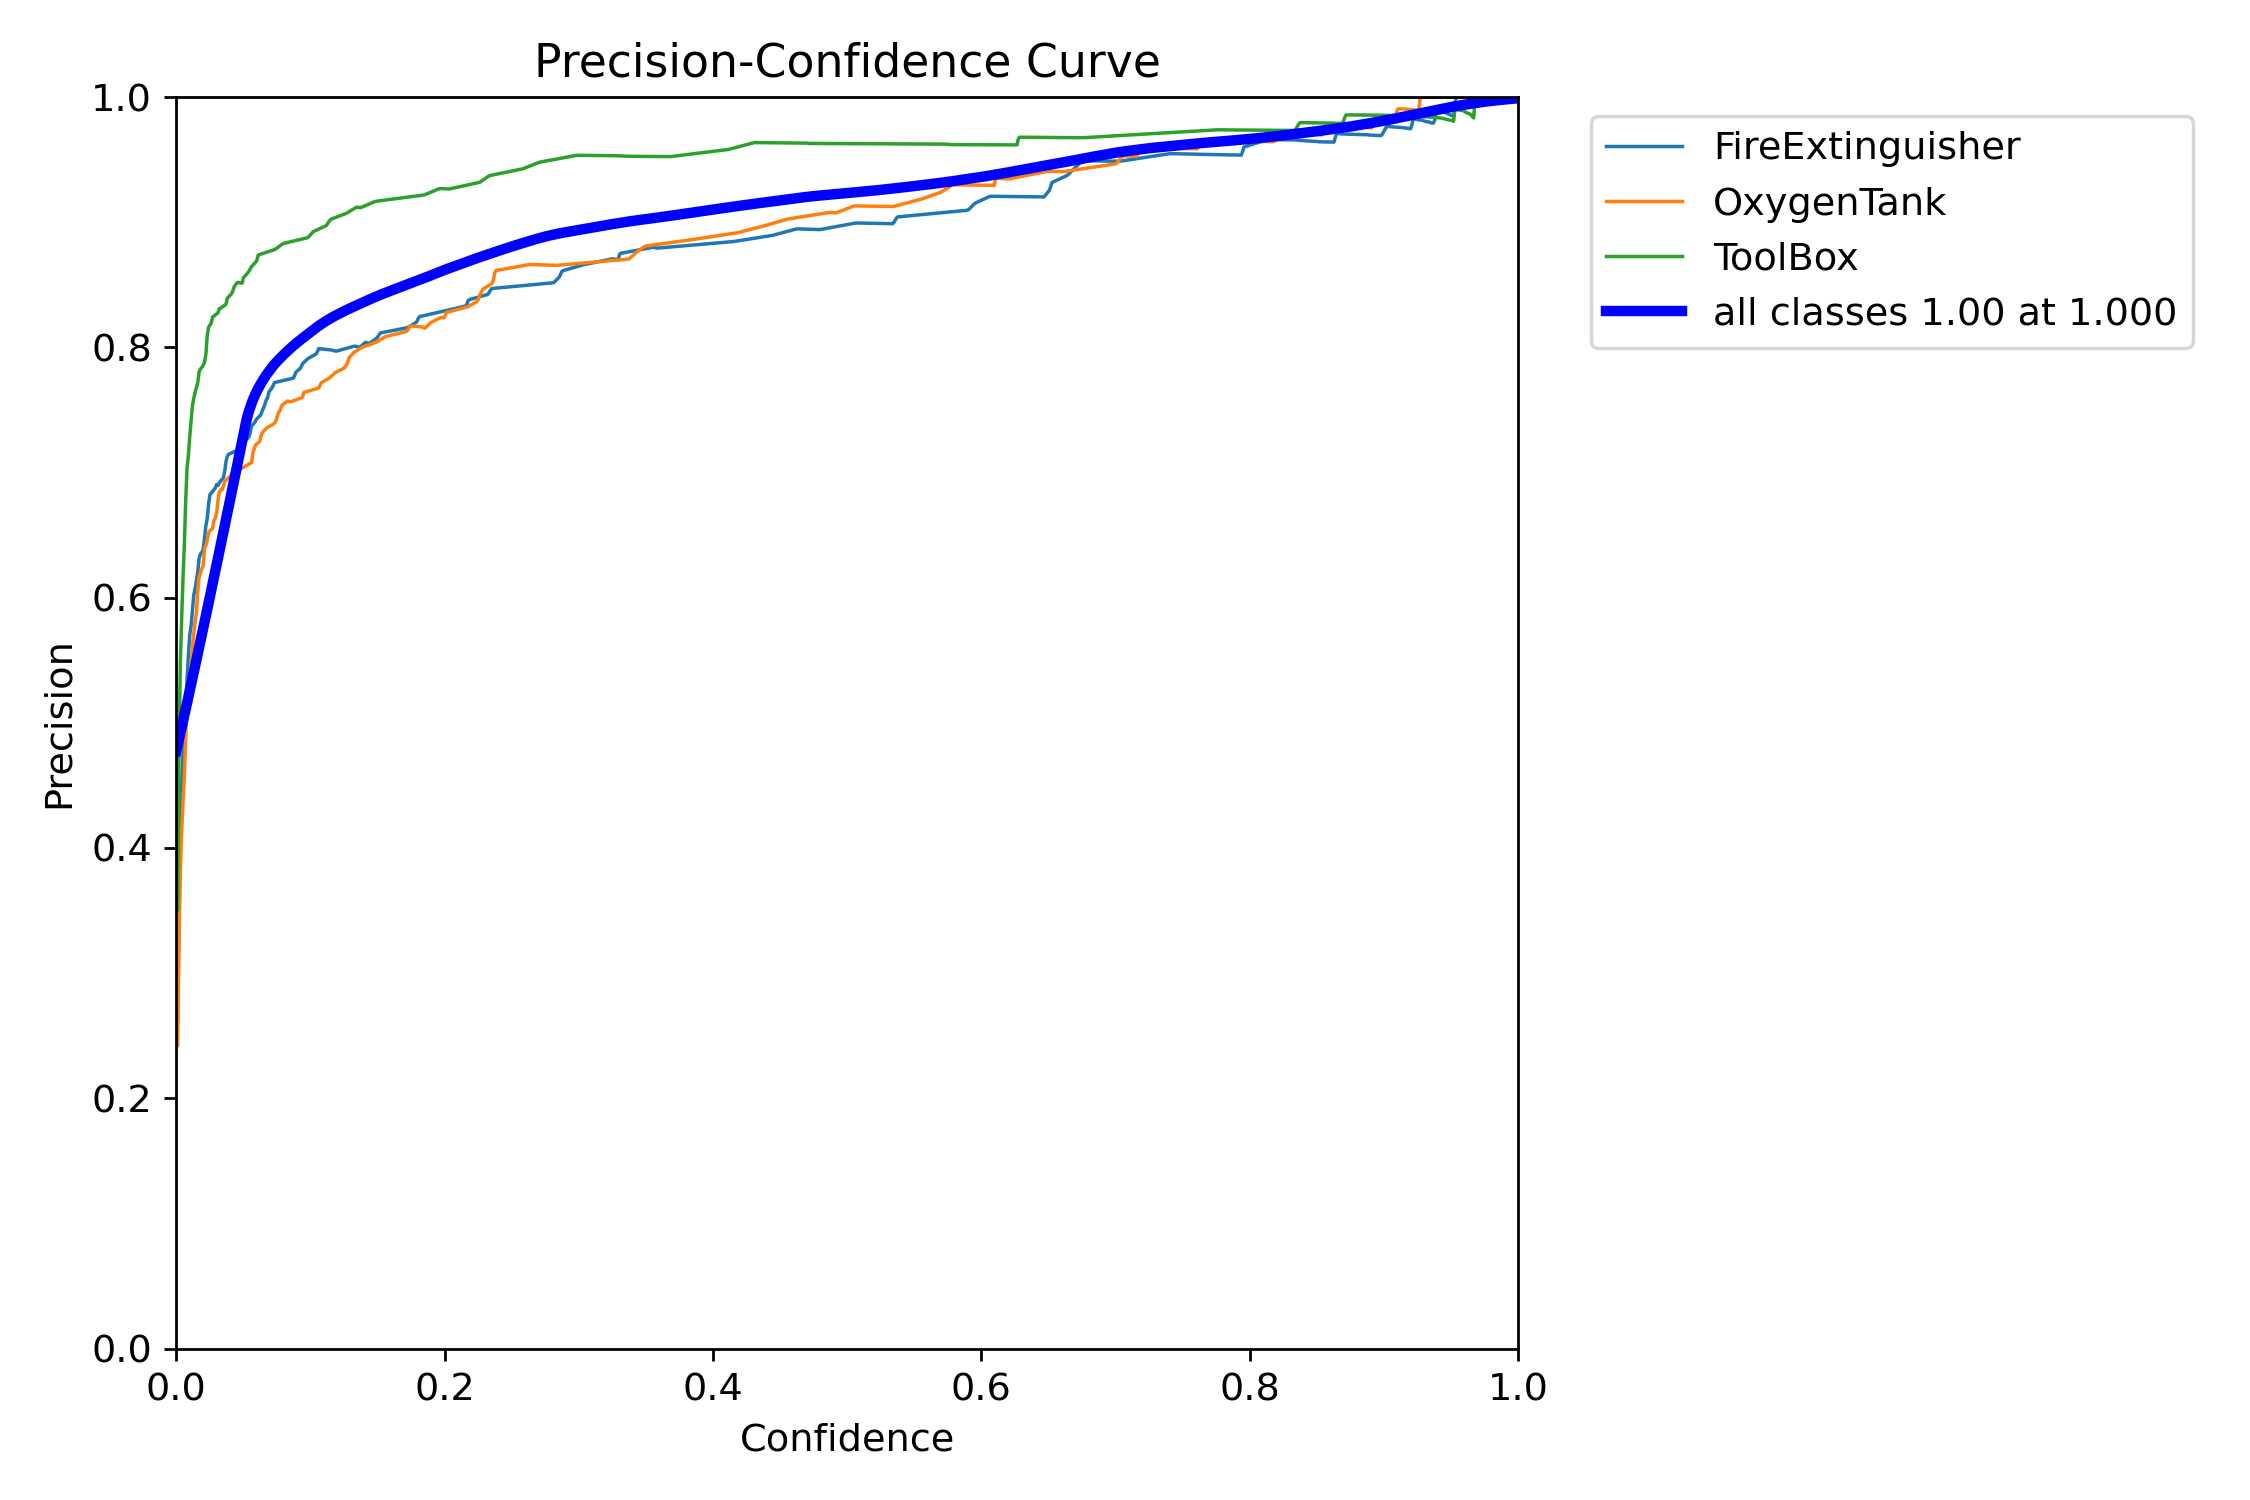 Precision-Confidence Curve
1.0
0.8
0.6
0.4
0.2
0.0
Precision
0.0 0.2 0.4 0.6 0.8 1.0
Confidence
FireExtinguisher
OxygenTank
ToolBox
all classes 1.00 at 1.000